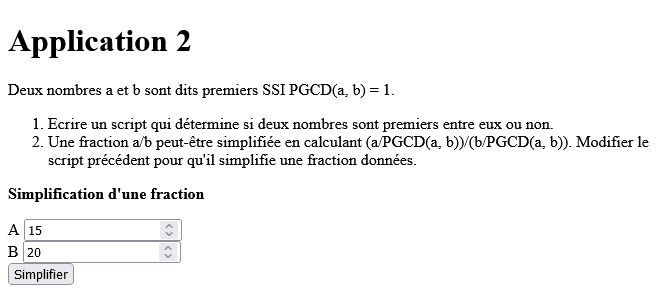 Application 2
Deux nombres a et b sont dits premiers SSI PGCD(a, b) = 1.
1. Ecrire un script qui détermine si deux nombres sont premiers entre eux ou non.
2. Une fraction a/b peut-être simplifiée en calculant (a/PGCD(a, b))/(b/PGCD(a, b)). Modifier le
script précédent pour qu'il simplifie une fraction données.
Simplification d'une fraction
A 15
B 20
Simplifier